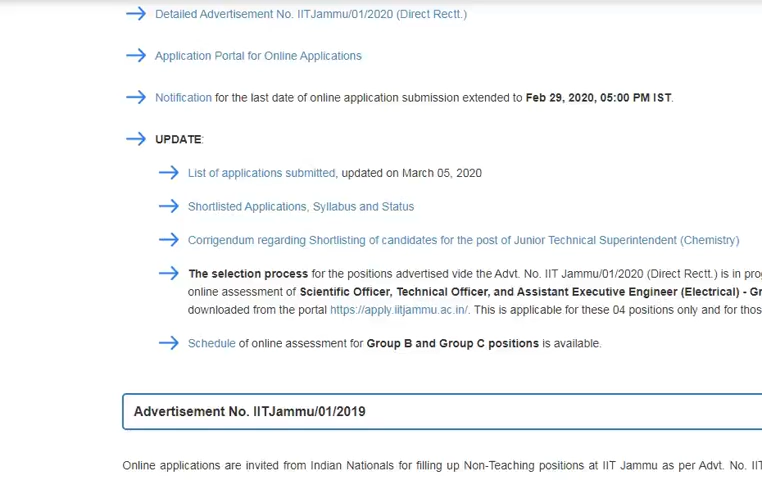 Detailed Advertisement No. IITJammu/01/2020 (Direct Rectt.)
Application Portal for Online Applications
Notification for the last date of online application submission extended to Feb 29, 2020, 05:00 PM IST.
UPDATE:
List of applications submitted, updated on March 05, 2020
Shortlisted Applications, Syllabus and Status
Corrigendum regarding Shortlisting of candidates for the post of Junior Technical Superintendent (Chemistry)
The selection process for the positions advertised vide the Advt. No. IIT Jammu/01/2020 (Direct Rectt.) is in
online assessment of Scientific Officer, Technical Officer, and Assistant Executive Engineer (Electrical) -
downloaded from the portal https://apply.iitjammu.ac.in/. This is applicable for these 04 positions only and for
Schedule of online assessment for Group B and Group C positions is available.
Advertisement No. IITJammu/01/2019
Online applications are invited from Indian Nationals for filling up Non-Teaching positions at IIT Jammu as per Advt. No.